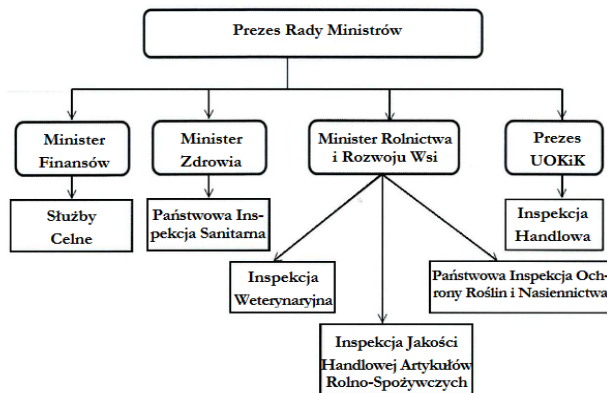 Prezes Rady Ministrów
Minister
Finansów
Minister
Zdrowia
Minister Rolnictwa
i Rozwoju Wsi
Prezes
UOKiK
Służby
Celne
Państwowa Ins-
pekcja Sanitarna
Inspekcja
Handlowa
Inspekcja
Weterynaryjna
Państwowa Inspekcja Och-
rony Roślin i Nasiennictwa
Inspekcja Jakości
Handlowej Artykułów
Rolno-Spożywczych